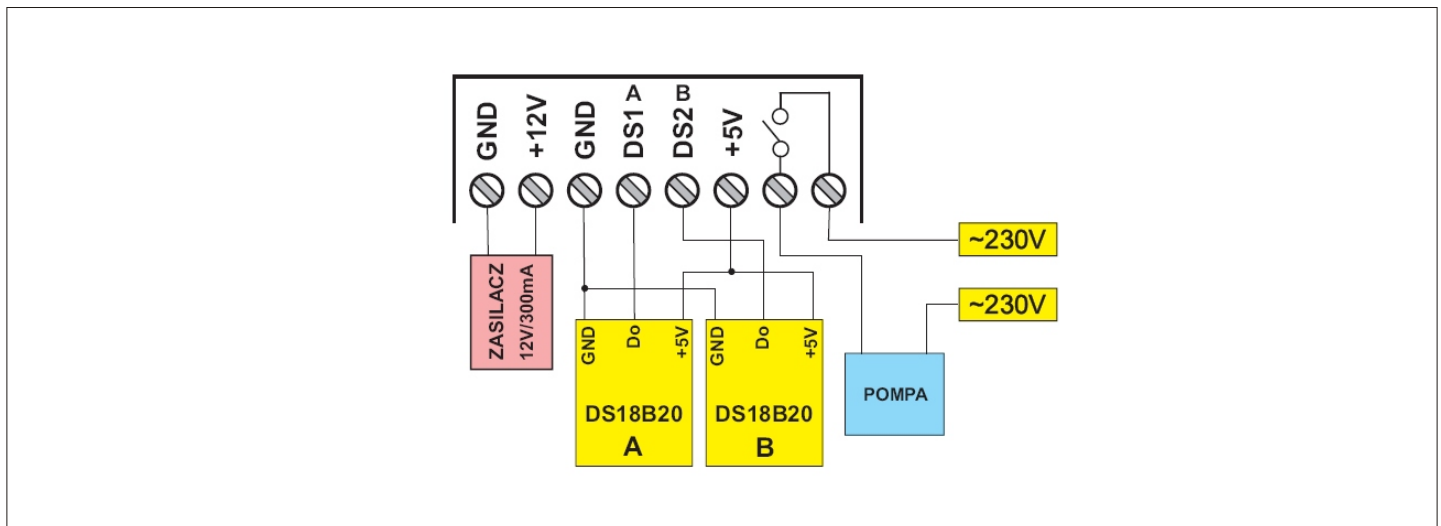 GND
+12V
GND
DS1 A
DS2 B
+5V
~230V
~230V
ZASILACZ
12V/300mA
GND
Do
+5V
DS18B20
A
GND
Do
+5V
DS18B20
B
POMPA